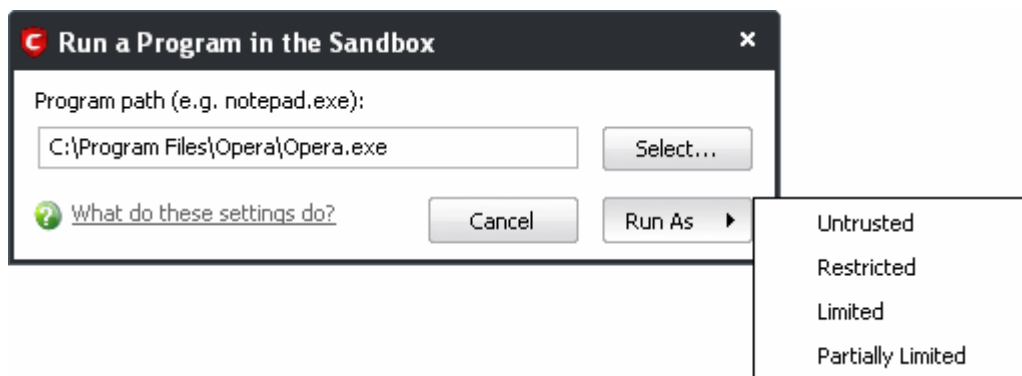 Run a Program in the Sandbox
Program path (e.g. notepad.exe):
C:\Program Files\Opera\Opera.exe
Select...
What do these settings do?
Cancel
Run As
Untrusted
Restricted
Limited
Partially Limited